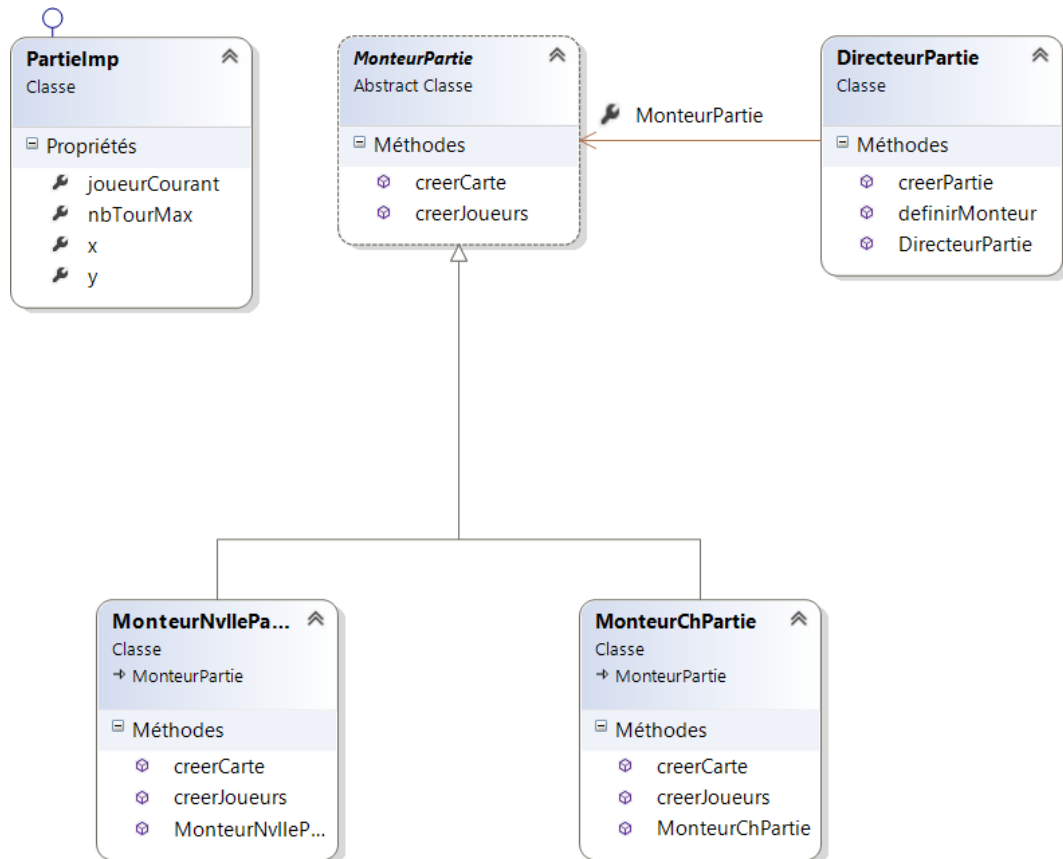 PartieImp
Classe
Propriétés
joueurCourant
nbTourMax
x
y
MonteurPartie
Abstract Classe
Méthodes
creerCarte
creerJoueurs
MonteurPartie
DirecteurPartie
Classe
Méthodes
creerPartie
definirMonteur
DirecteurPartie
MonteurNvllePa...
Classe
MonteurPartie
Méthodes
creerCarte
creerJoueurs
MonteurNvlleP...
MonteurChPartie
Classe
MonteurPartie
Méthodes
creerCarte
creerJoueurs
MonteurChPartie